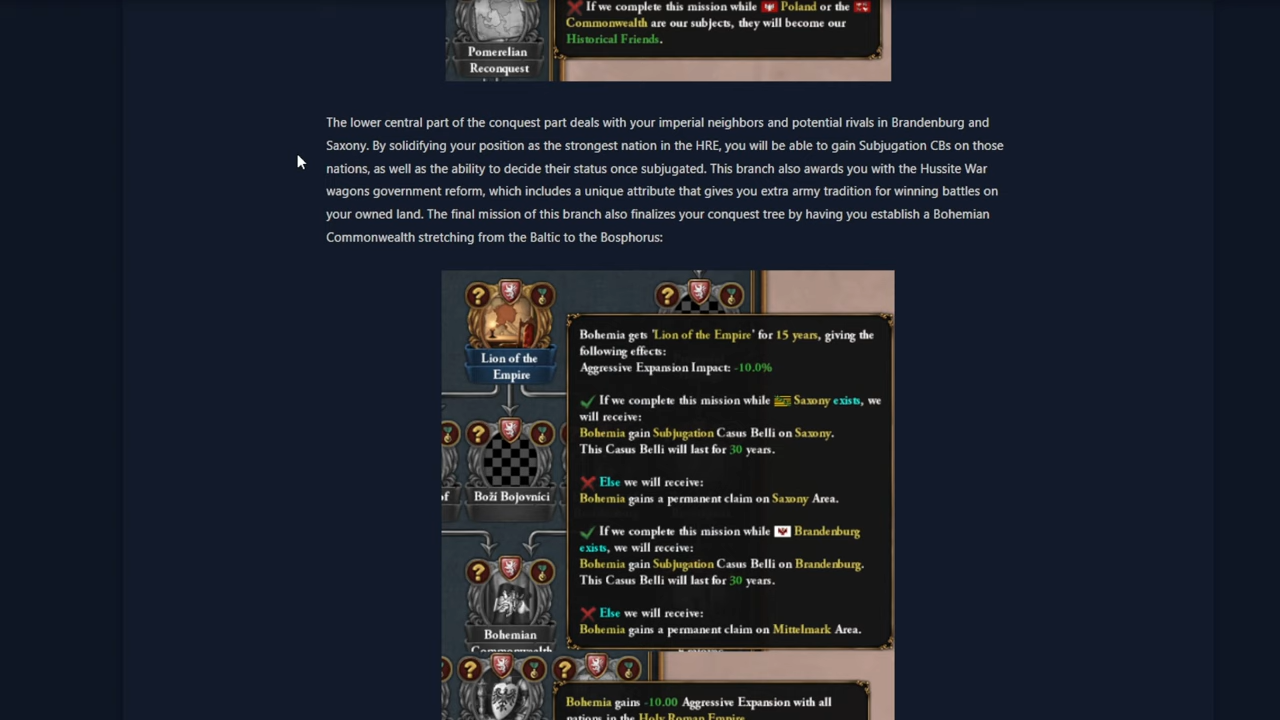 If we complete this mission while Poland or the
Commonwealth are our subjects, they will become our
Historical Friends.
Pomerelian
Reconquest
The lower central part of the conquest part deals with your imperial neighbors and potential rivals in Brandenburg and
Saxony. By solidifying your position as the strongest nation in the HRE, you will be able to gain Subjugation CBs on those
nations, as well as the ability to decide their status once subjugated. This branch also awards you with the Hussite War
wagons government reform, which includes a unique attribute that gives you extra army tradition for winning battles on
your owned land. The final mission of this branch also finalizes your conquest tree by having you establish a Bohemian
Commonwealth stretching from the Baltic to the Bosphorus:
Lion of the
Empire
Bohemia gets 'Lion of the Empire' for 15 years, giving the
following effects:
Aggressive Expansion Impact: -10.0%
If we complete this mission while Saxony exists, we
will receive:
Bohemia gain Subjugation Casus Belli on Saxony.
This Casus Belli will last for 30 years.
Else we will receive:
Bohemia gains a permanent claim on Saxony Area.
of
Boží Bojovníci
If we complete this mission while Brandenburg
exists, we will receive:
Bohemia gain Subjugation Casus Belli on Brandenburg.
This Casus Belli will last for 30 years.
Else we will receive:
Bohemia gains a permanent claim on Mittelmark Area.
Bohemian
Commonwealth
Bohemia gains -10.00 Aggressive Expansion with all
nations in the Holy Roman Empire